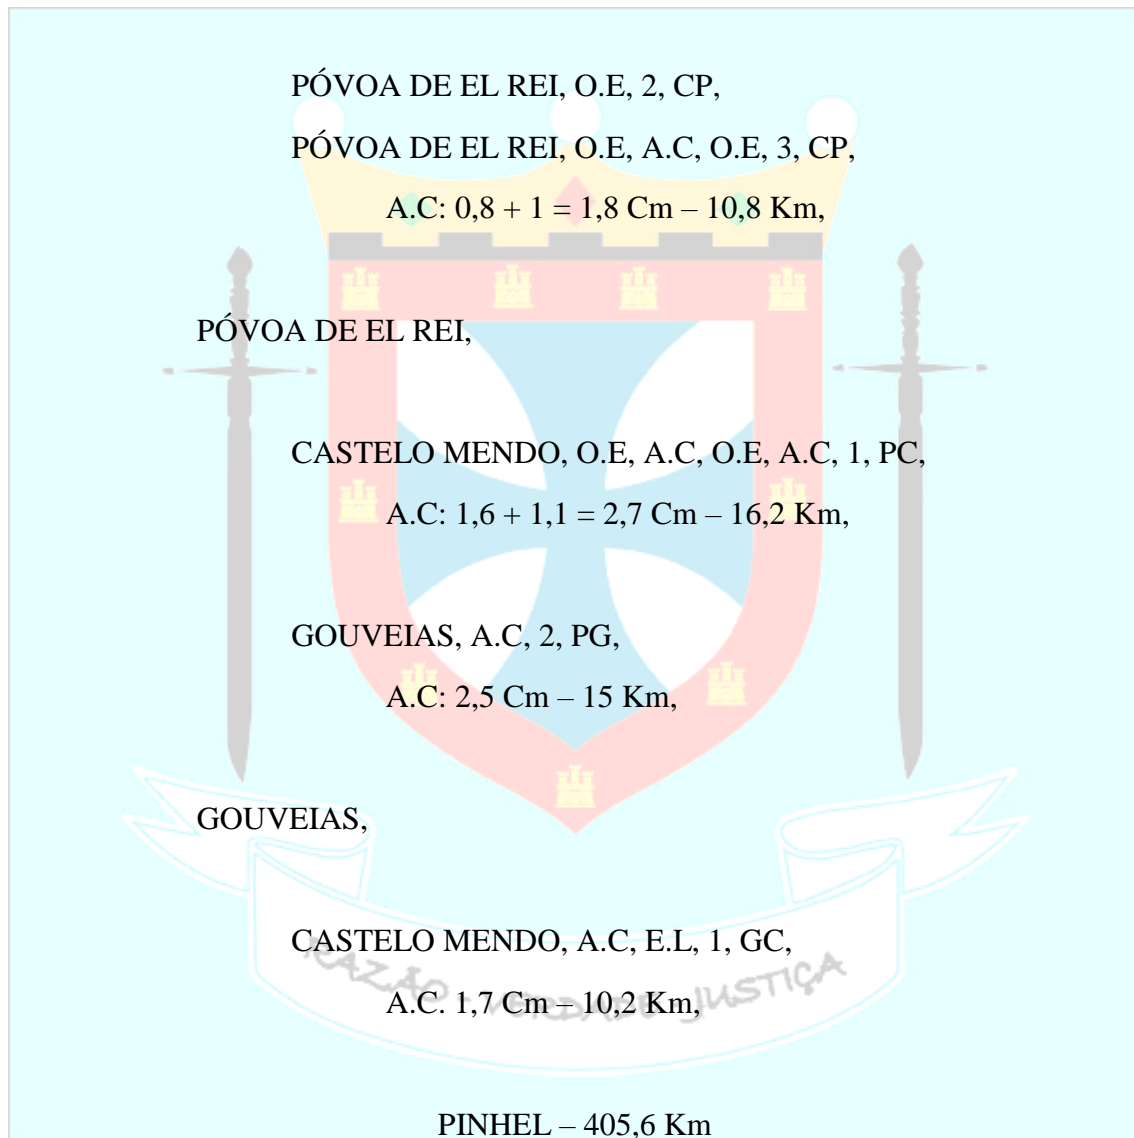 PÓVOA DE EL REI, O.E, 2, CP,
PÓVOA DE EL REI, O.E, A.C, O.E, 3, CP,
A.C: 0,8 + 1 = 1,8 Cm – 10,8 Km,
PÓVOA DE EL REI,
CASTELO MENDO, O.E, A.C, O.E, A.C, 1, PC,
A.C: 1,6 + 1,1 = 2,7 Cm – 16,2 Km,
GOUVEIAS, A.C, 2, PG,
A.C: 2,5 Cm – 15 Km,
GOUVEIAS,
CASTELO MENDO, A.C, E.L, 1, GC,
RAZÃO - VERDADE - JUSTIÇA
A.C. 1,7 Cm – 10,2 Km,
PINHEL – 405,6 Km